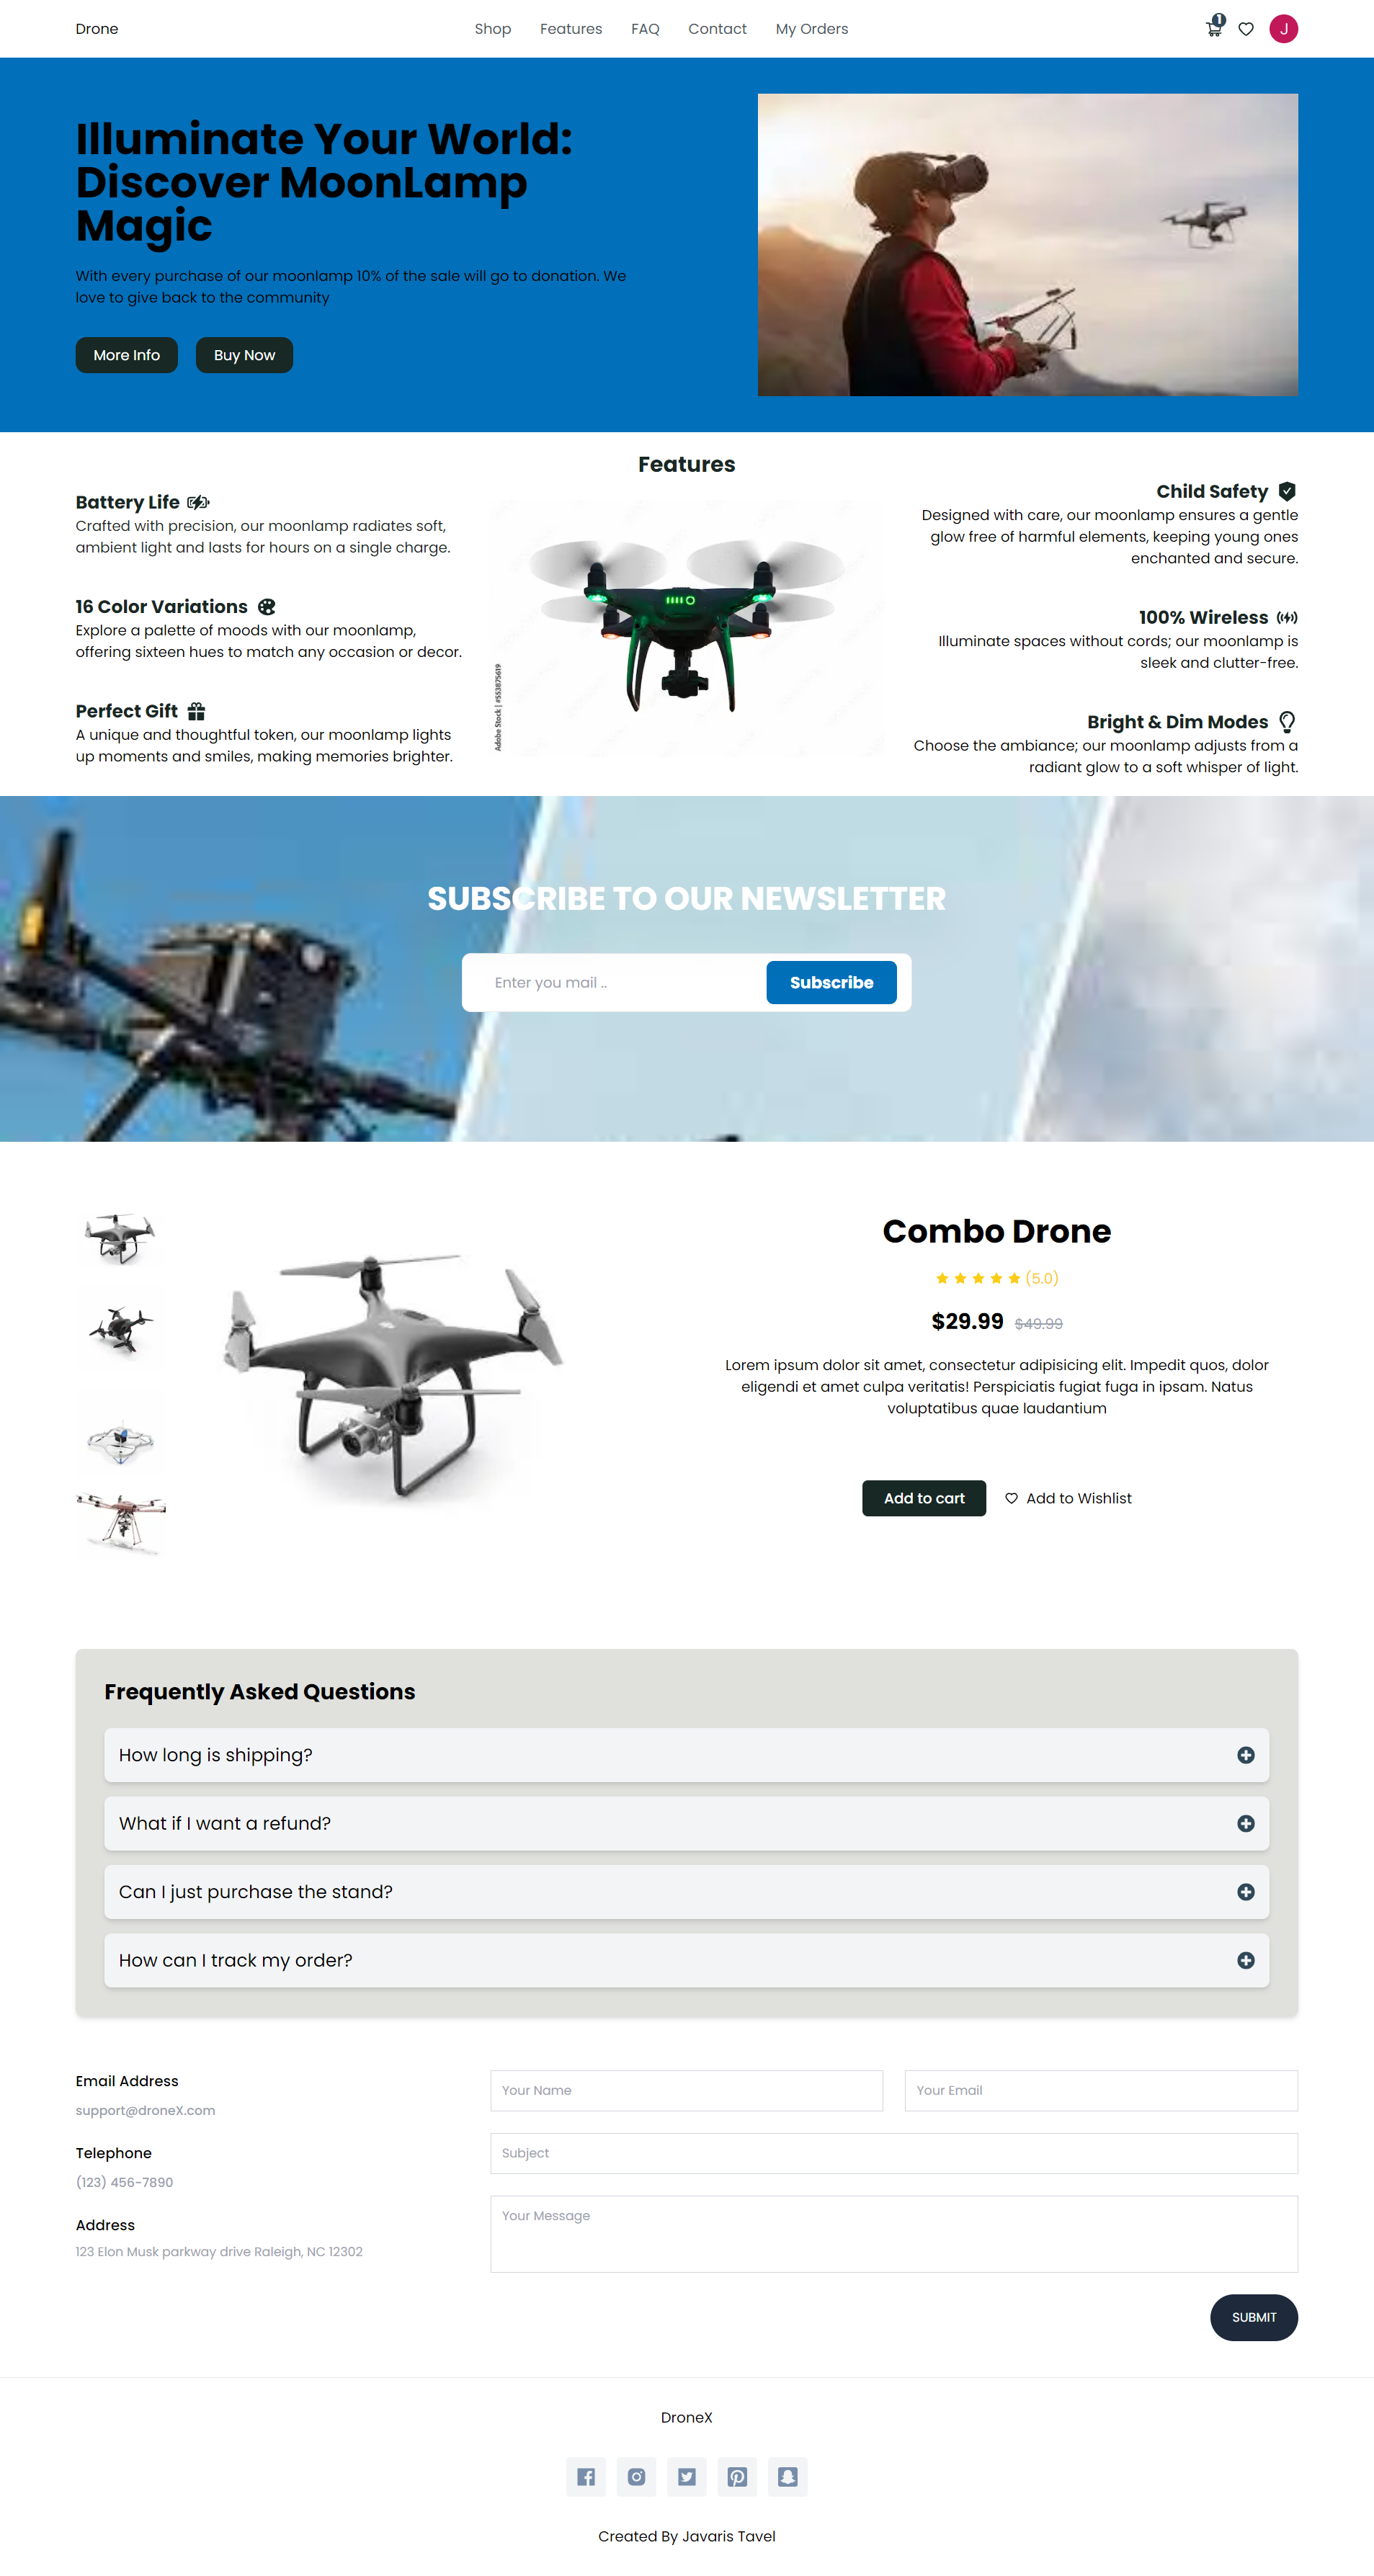 Drone
Shop
Features
FAQ
Contact
My Orders
1
J
Illuminate Your World:
Discover MoonLamp
Magic
With every purchase of our moonlamp 10% of the sale will go to donation. We
love to give back to the community
More Info
Buy Now
Features
Battery Life
Crafted with precision, our moonlamp radiates soft,
ambient light and lasts for hours on a single charge.
16 Color Variations
Explore a palette of moods with our moonlamp,
offering sixteen hues to match any occasion or decor.
Perfect Gift
A unique and thoughtful token, our moonlamp lights
up moments and smiles, making memories brighter.
Adobe Stock | #553875619
Child Safety
Designed with care, our moonlamp ensures a gentle
glow free of harmful elements, keeping young ones
enchanted and secure.
100% Wireless
Illuminate spaces without cords; our moonlamp is
sleek and clutter-free.
Bright & Dim Modes
Choose the ambiance; our moonlamp adjusts from a
radiant glow to a soft whisper of light.
SUBSCRIBE TO OUR NEWSLETTER
Enter you mail ..
Subscribe
Combo Drone
(5.0)
$29.99 $49.99
Lorem ipsum dolor sit amet, consectetur adipisicing elit. Impedit quos, dolor
eligendi et amet culpa veritatis! Perspiciatis fugiat fuga in ipsam. Natus
voluptatibus quae laudantium
Add to cart
Add to Wishlist
Frequently Asked Questions
How long is shipping?
What if I want a refund?
Can I just purchase the stand?
How can I track my order?
Email Address
support@droneX.com
Telephone
(123) 456-7890
Address
123 Elon Musk parkway drive Raleigh, NC 12302
Your Name
Your Email
Subject
Your Message
SUBMIT
DroneX
Created By Javaris Tavel